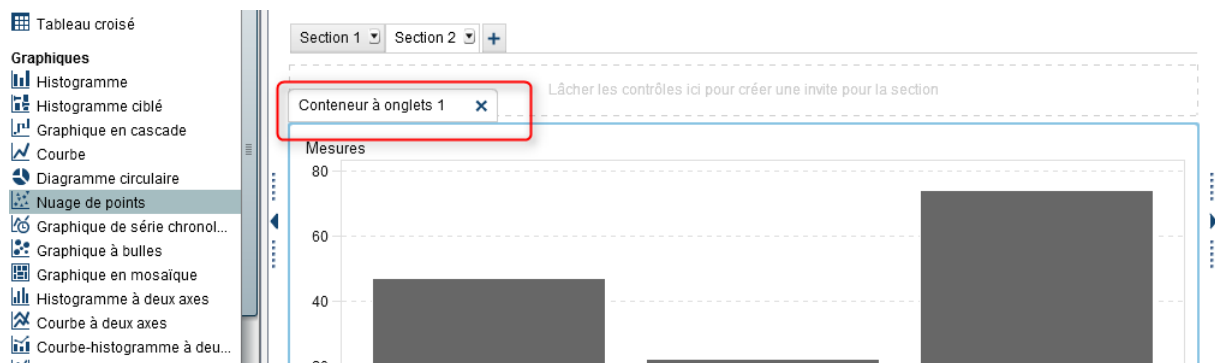 Tableau croisé
Graphiques
Histogramme
Histogramme ciblé
Graphique en cascade
Courbe
Diagramme circulaire
Nuage de points
Graphique de série chronol...
Graphique à bulles
Graphique en mosaïque
Histogramme à deux axes
Courbe à deux axes
Courbe-histogramme à deu...
Section 1 Section 2 +
Lâcher les contrôles ici pour créer une invite pour la section
Conteneur à onglets 1
Mesures
80
60
40